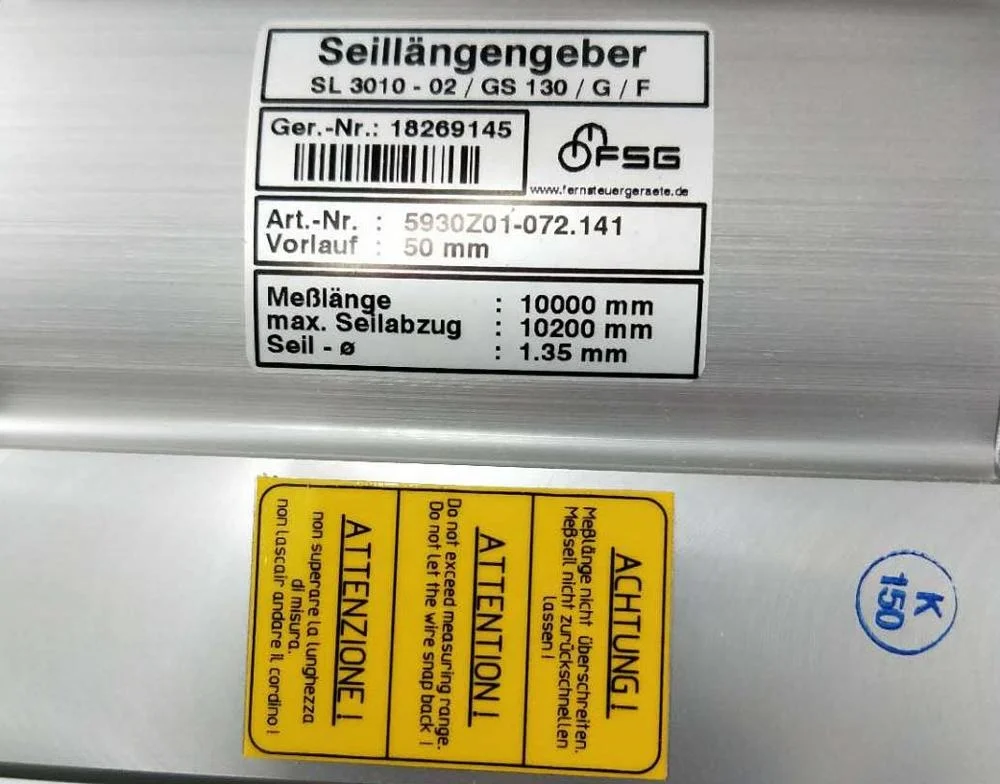 Seillängengeber
SL 3010 - 02 / GS 130 / G / F
Ger.-Nr.: 18269145
FSG
www.fernsteuergeraete.de
Art.-Nr. : 5930Z01-072.141
Vorlauf : 50 mm
Meßlänge : 10000 mm
max. Seilabzug : 10200 mm
Seil - ø : 1.35 mm
ACHTUNG !
Meßlänge nicht überschreiten.
Meßseil nicht zurückschnellen
lassen !
ATTENTION !
Do not exceed measuring range.
Do not let the wire snap back !
ATTENZIONE !
non superare la lunghezza
di misura.
non lascair andare il cordino !
K
150